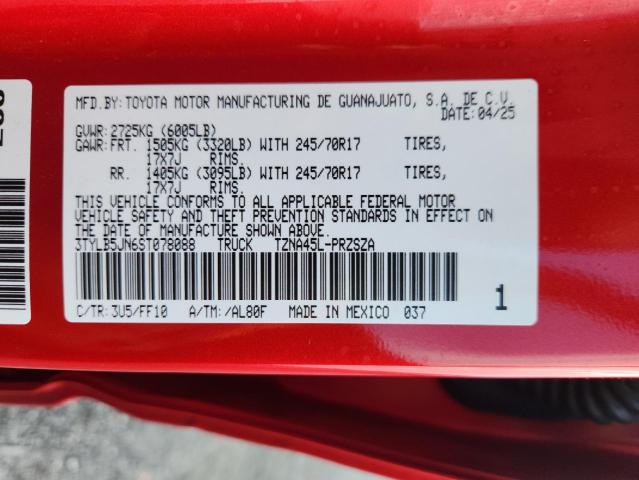 MFD.BY:TOYOTA MOTOR MANUFACTURING DE GUANAJUATO, S.A. DE C.V.
DATE:04/25
GVWR:2725KG (6005LB)
GAWR:FRT. 1505KG (3320LB) WITH 245/70R17 TIRES,
17X7J RIMS.
RR. 1405KG (3095LB) WITH 245/70R17 TIRES,
17X7J RIMS.
THIS VEHICLE CONFORMS TO ALL APPLICABLE FEDERAL MOTOR
VEHICLE SAFETY AND THEFT PREVENTION STANDARDS IN EFFECT ON
THE DATE OF MANUFACTURE SHOWN ABOVE.
3TYLB5JN6ST078088 TRUCK TZNA45L-PRZSZA
C/TR:3U5/FF10 A/TM:/AL80F MADE IN MEXICO 037
1